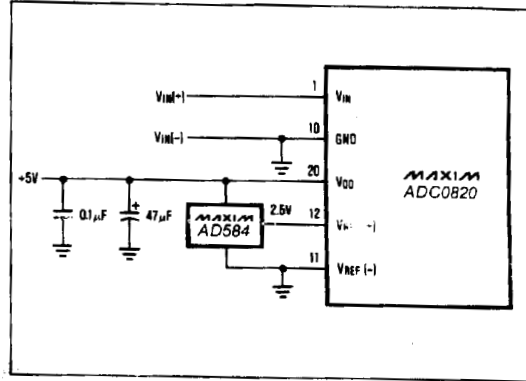 VIN(+)
1
VIN
VIN(−)
10
GND
+5V
20
VDD
MAXIM
ADC0820
0.1µF
+
47µF
MAXIM
AD584
2.5V
12
11
VREF(−)